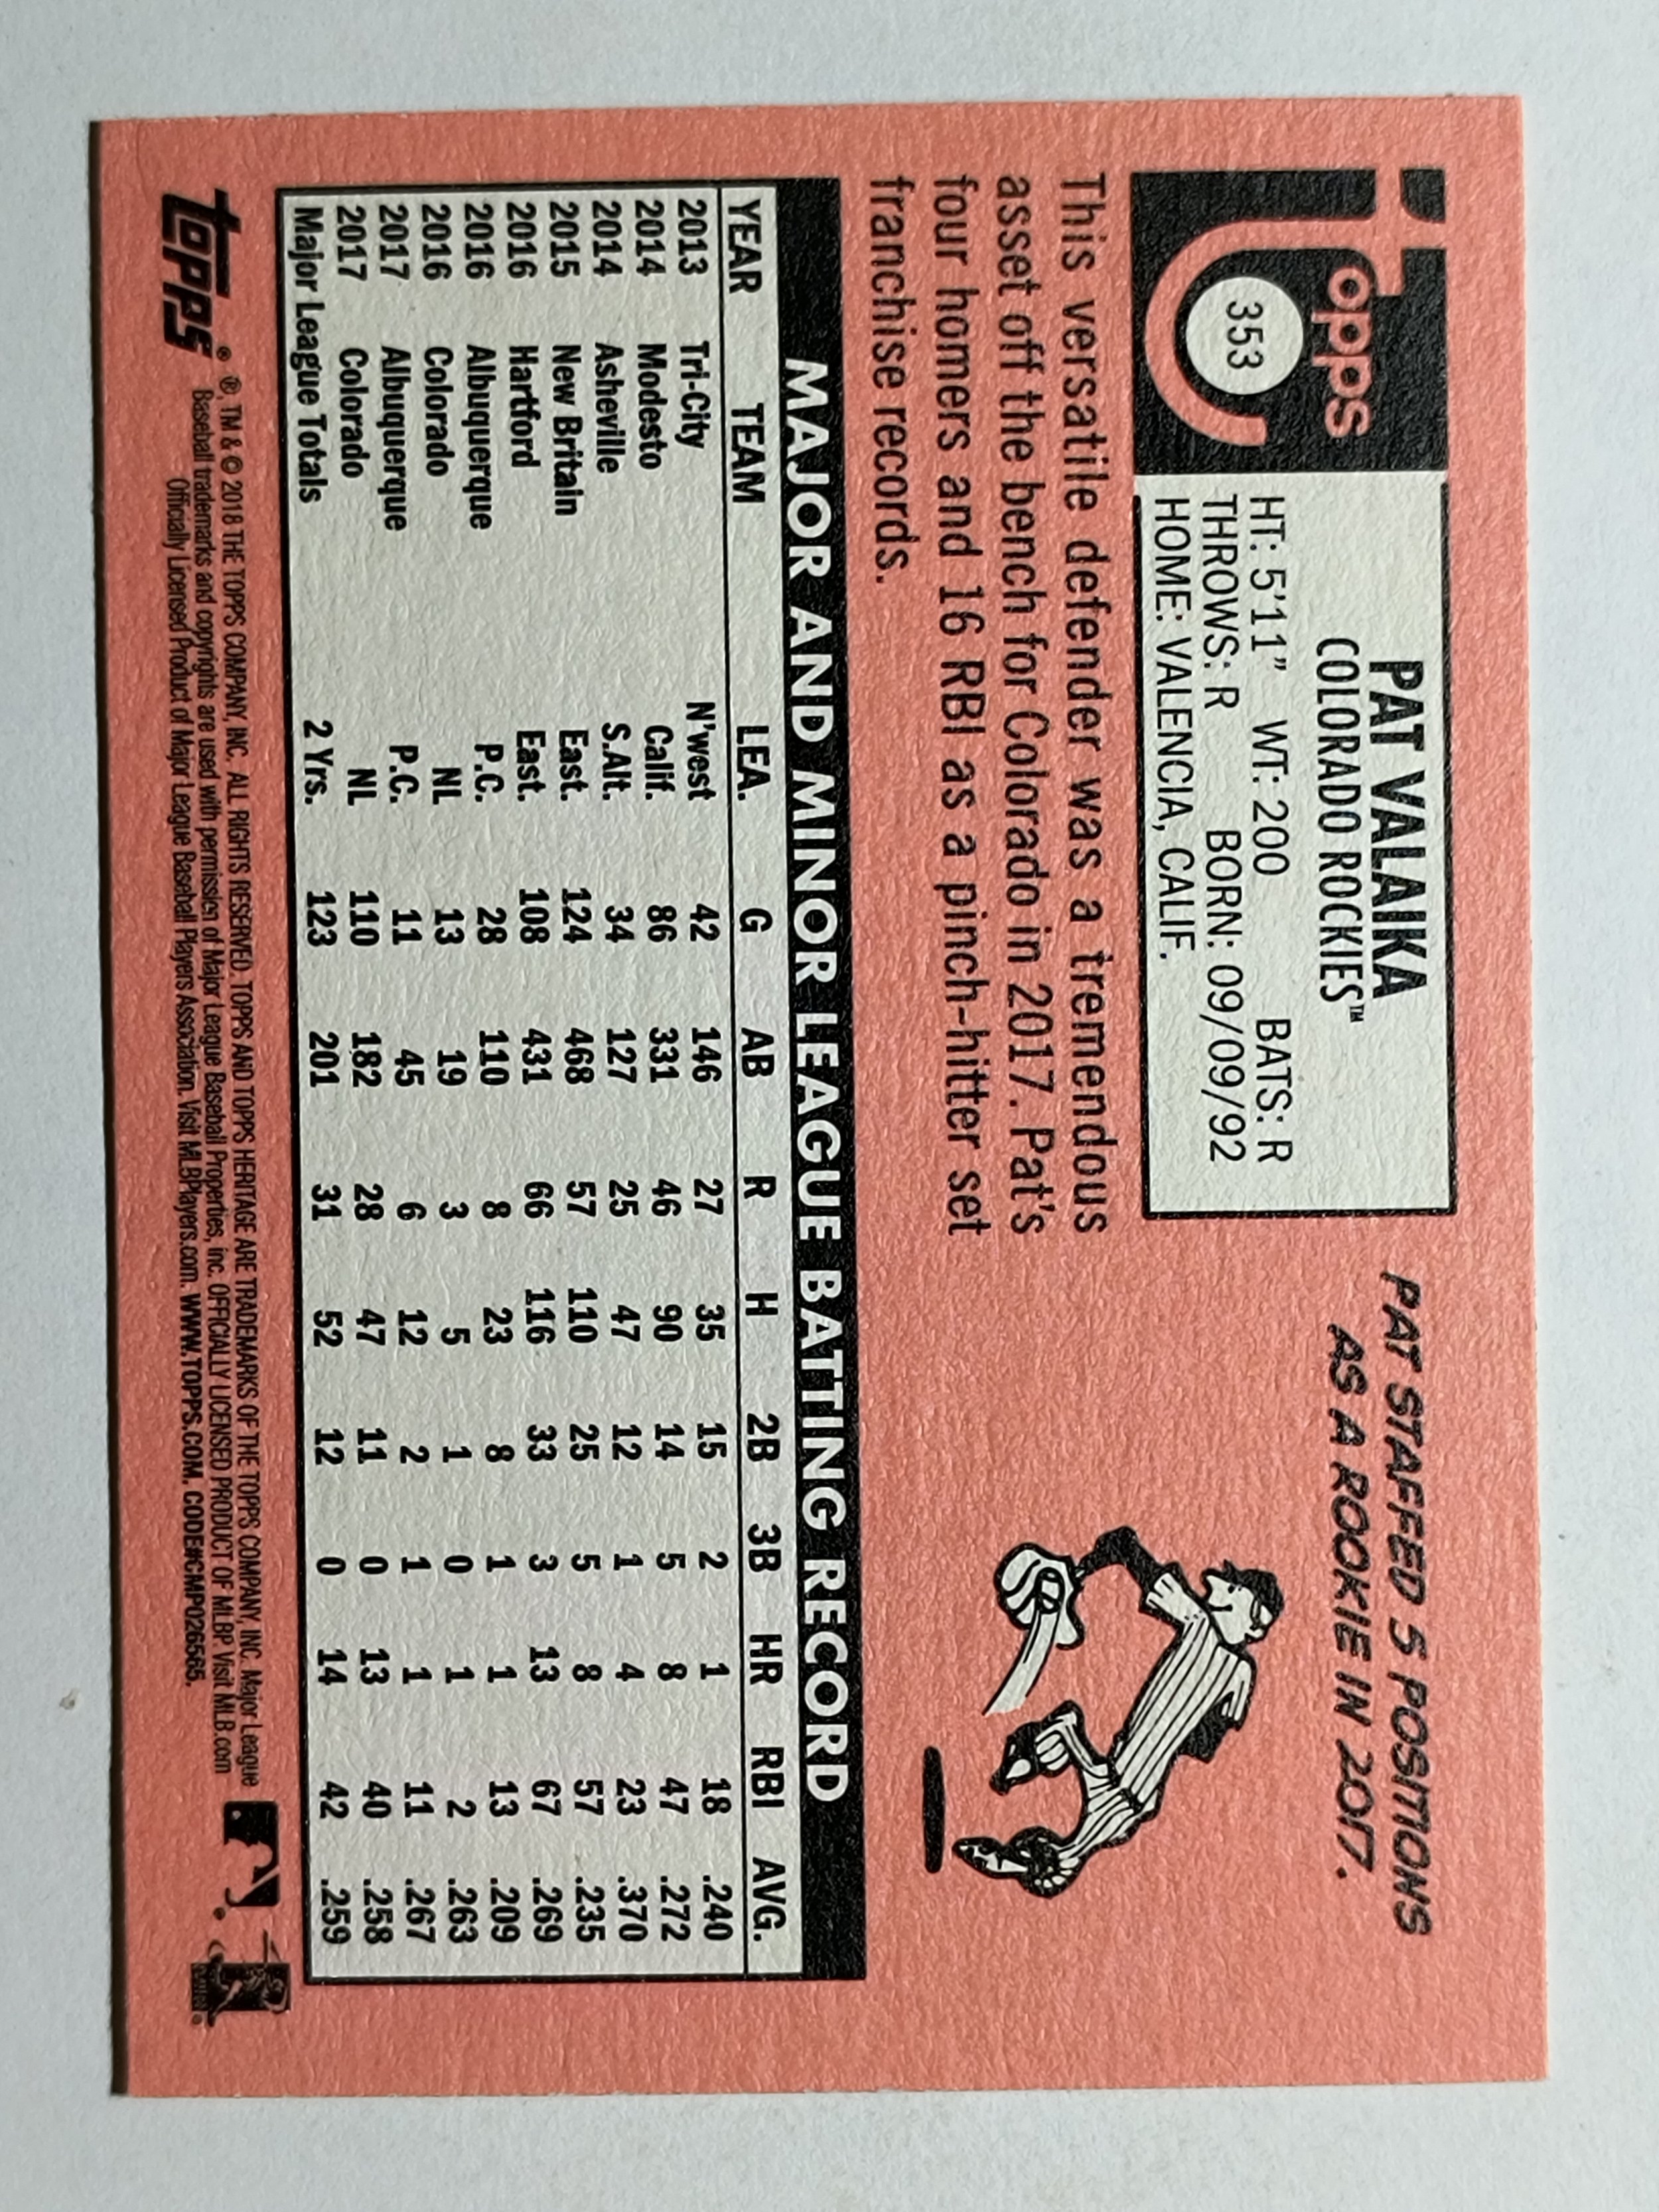 topps
353
PAT VALAIKA
COLORADO ROCKIES™
HT: 5'11" WT: 200 BATS: R
THROWS: R BORN: 09/09/92
HOME: VALENCIA, CALIF.
PAT STAFFED 5 POSITIONS
AS A ROOKIE IN 2017.
This versatile defender was a tremendous
asset off the bench for Colorado in 2017. Pat's
four homers and 16 RBI as a pinch-hitter set
franchise records.
MAJOR AND MINOR LEAGUE BATTING RECORD
YEAR TEAM LEA. G AB R H 2B 3B HR RBI AVG.
2013 Tri-City N'west 42 146 27 35 15 2 1 18 .240
2014 Modesto Calif. 86 331 46 90 14 5 8 47 .272
2014 Asheville S.Alt. 34 127 25 47 12 1 4 23 .370
2015 New Britain East. 124 468 57 110 25 5 8 57 .235
2016 Hartford East. 108 431 66 116 33 3 13 67 .269
2016 Albuquerque P.C. 28 110 8 23 8 1 1 13 .209
2016 Colorado NL 13 19 3 5 1 0 1 2 .263
2017 Albuquerque P.C. 11 45 6 12 2 1 1 11 .267
2017 Colorado NL 110 182 28 47 11 0 13 40 .258
Major League Totals 2 Yrs. 123 201 31 52 12 0 14 42 .259
topps®
®, TM & © 2018 THE TOPPS COMPANY, INC. ALL RIGHTS RESERVED. TOPPS AND TOPPS HERITAGE ARE TRADEMARKS OF THE TOPPS COMPANY, INC. Major League
Baseball trademarks and copyrights are used with permission of Major League Baseball Properties, Inc. OFFICIALLY LICENSED PRODUCT OF MLBP Visit MLB.com
Officially Licensed Product of Major League Baseball Players Association. Visit MLBPlayers.com. WWW.TOPPS.COM. CODE#CMP026565.